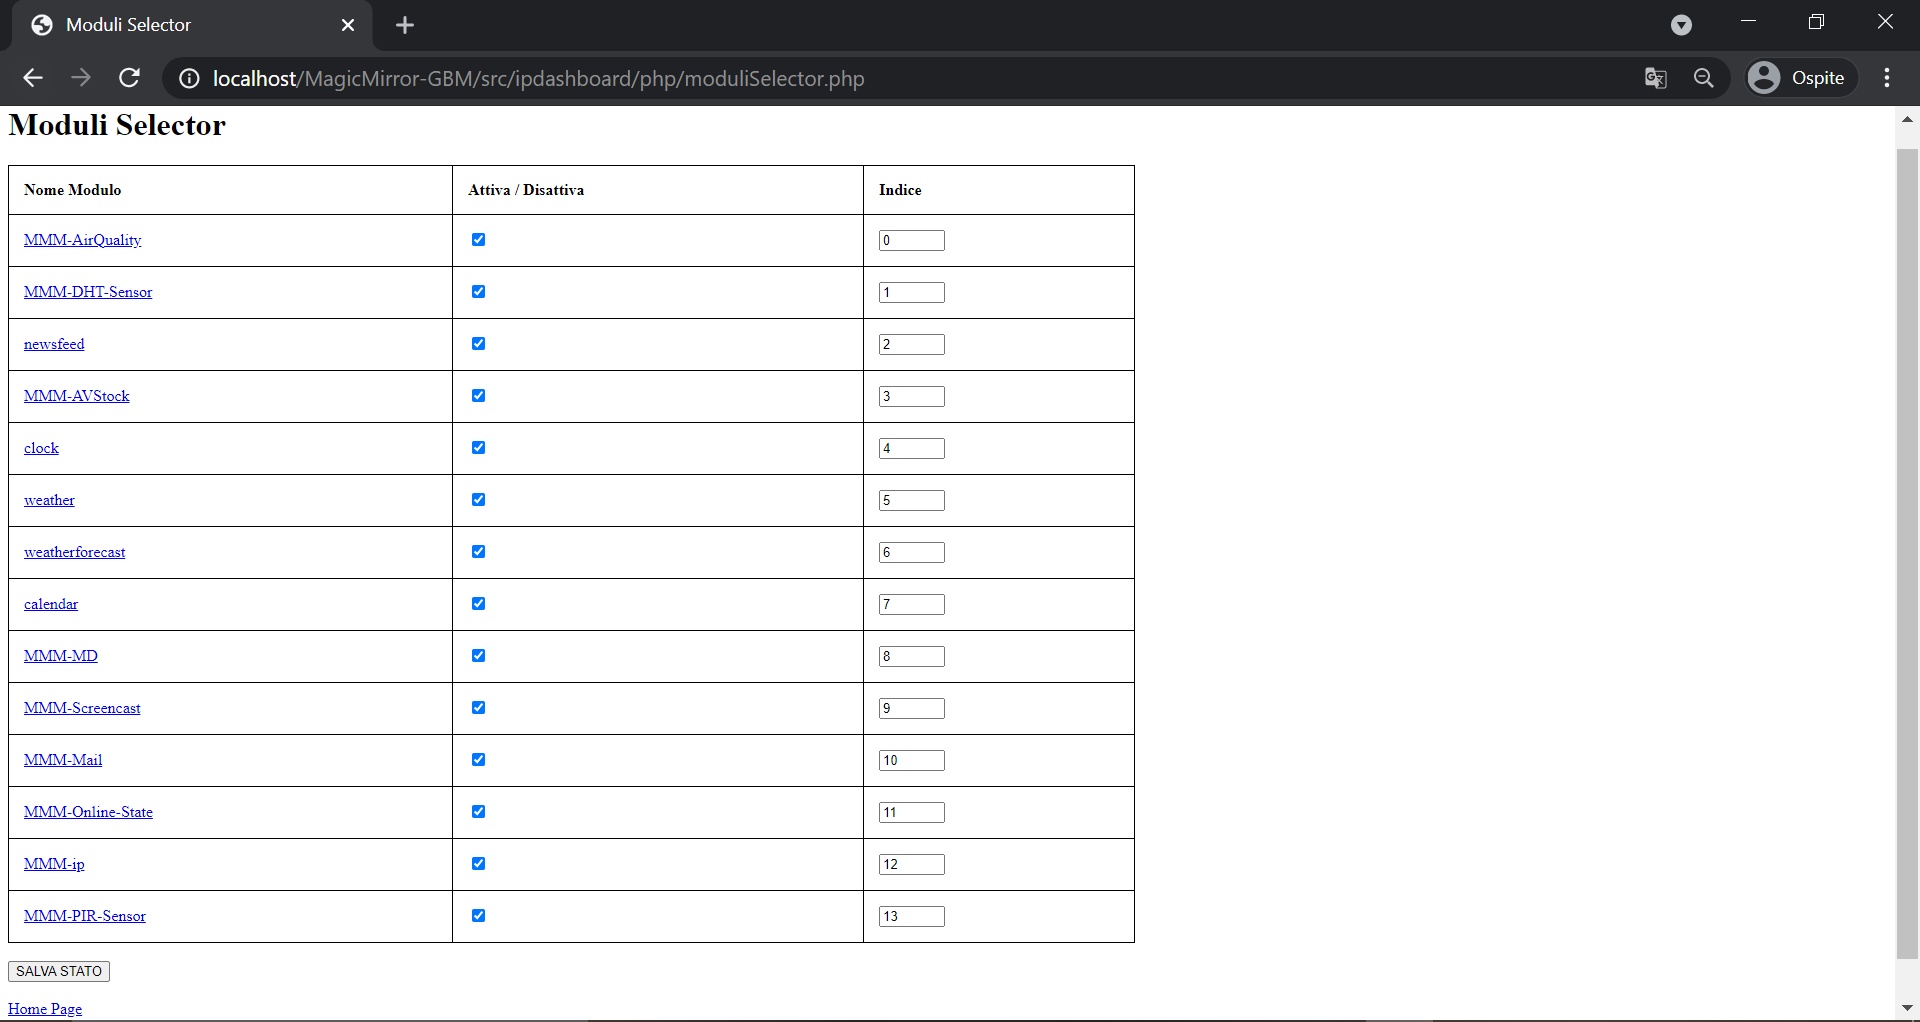 Moduli Selector
localhost/MagicMirror-GBM/src/ipdashboard/php/moduliSelector.php
Ospite
Moduli Selector
Nome Modulo Attiva / Disattiva Indice
MMM-AirQuality 0
MMM-DHT-Sensor 1
newsfeed 2
MMM-AVStock 3
clock 4
weather 5
weatherforecast 6
calendar 7
MMM-MD 8
MMM-Screencast 9
MMM-Mail 10
MMM-Online-State 11
MMM-ip 12
MMM-PIR-Sensor 13
SALVA STATO
Home Page